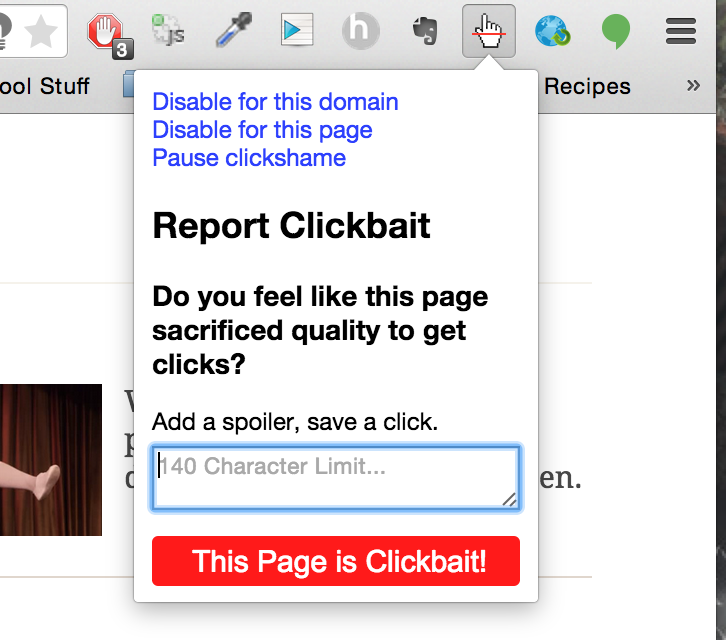 3
js
h
ool Stuff
Recipes
»
Disable for this domain
Disable for this page
Pause clickshame
Report Clickbait
Do you feel like this page
sacrificed quality to get
clicks?
Add a spoiler, save a click.
140 Character Limit...
en.
This Page is Clickbait!